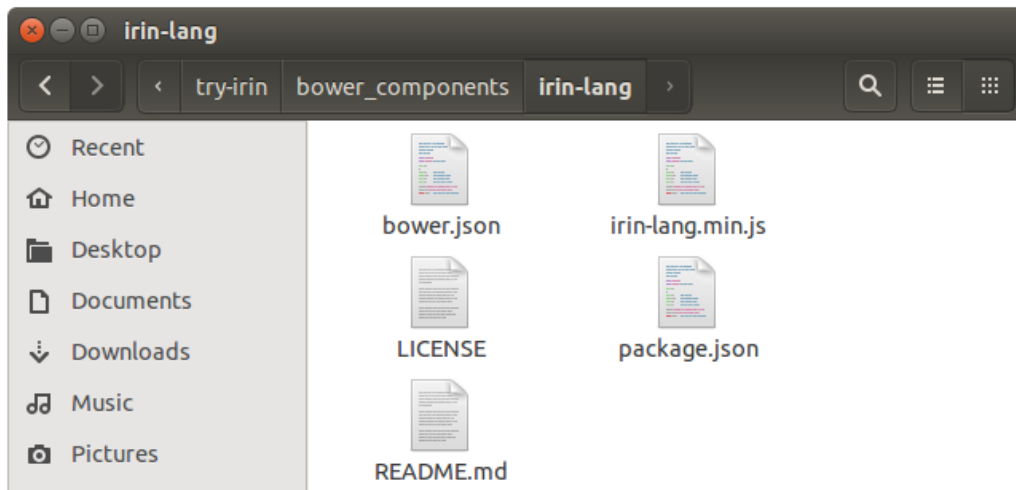 irin-lang
try-irin bower_components irin-lang
Recent
Home
Desktop
Documents
Downloads
Music
Pictures
bower.json irin-lang.min.js
LICENSE package.json
README.md